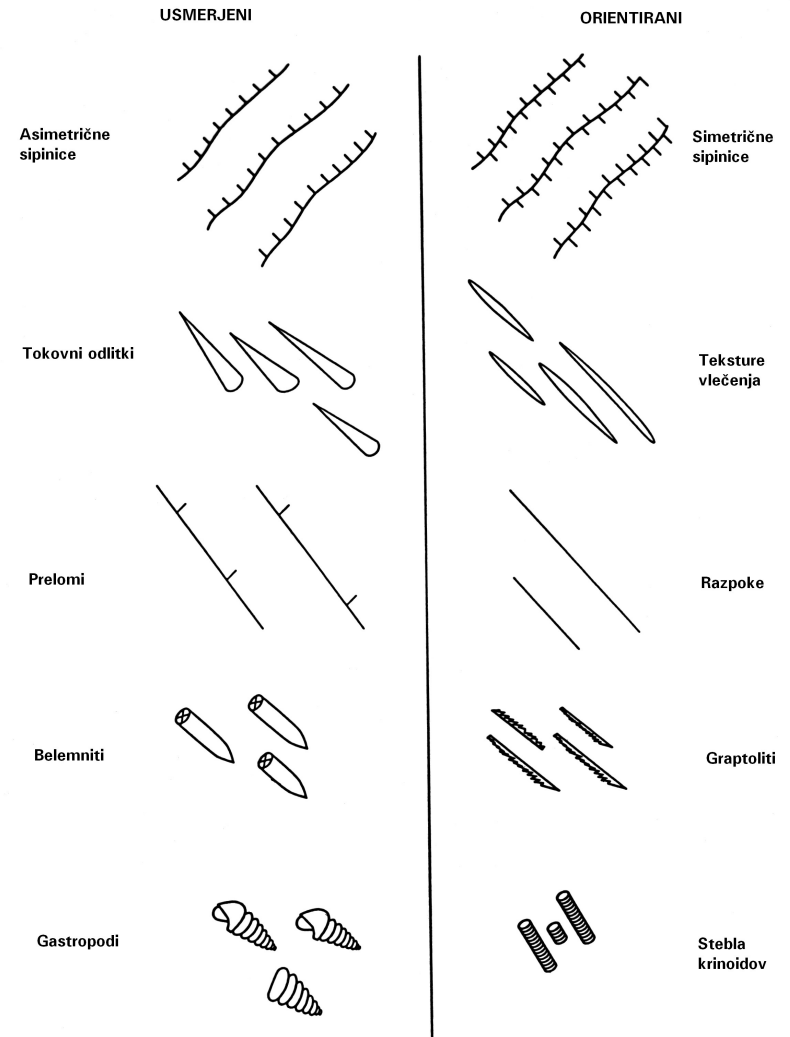 USMERJENI
ORIENTIRANI
Asimetrične
sipinice
Simetrične
sipinice
Tokovni odlitki
Teksture
vlečenja
Prelomi
Razpoke
Belemniti
Graptoliti
Gastropodi
Stebla
krinoidov